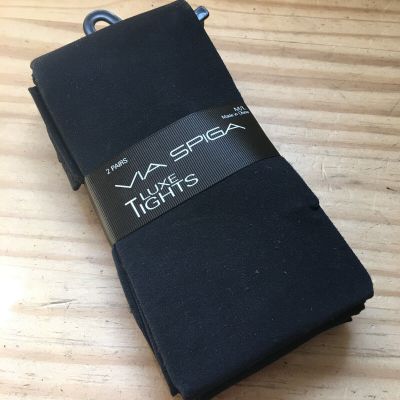 2 PAIRS
VIA SPIGA
LUXE
TIGHTS
M/L
Made in China